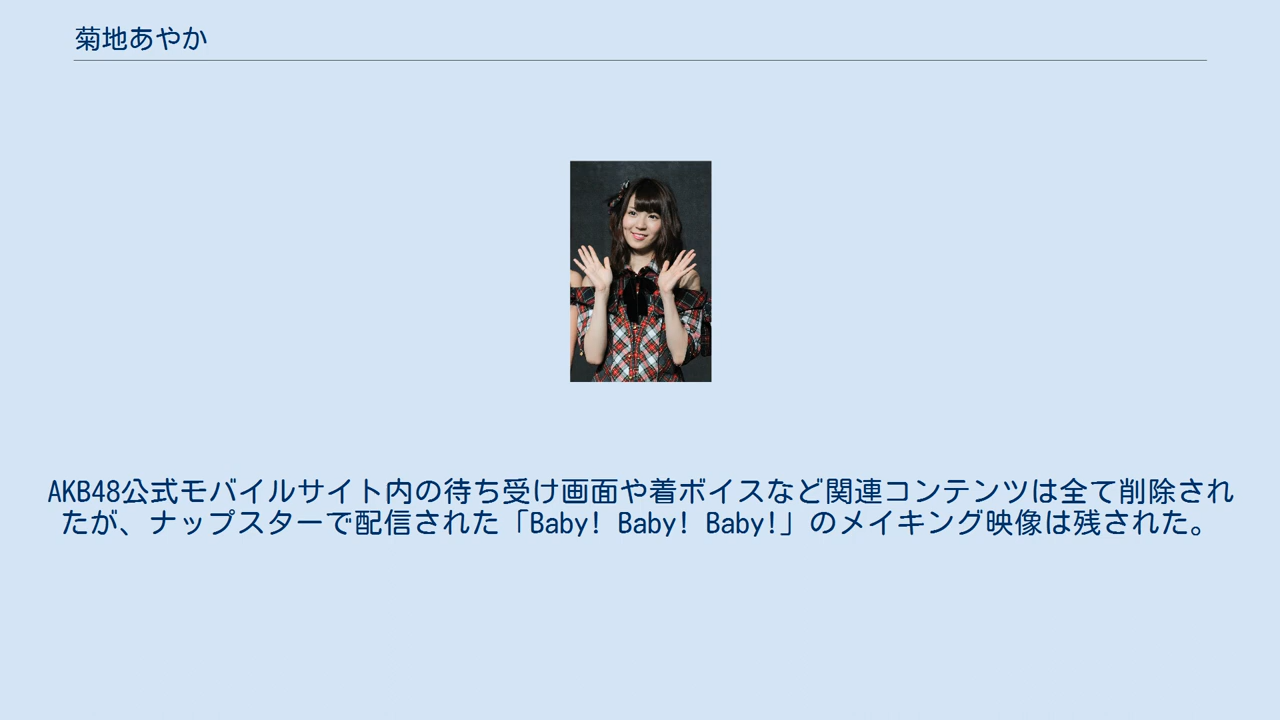 菊地あやか
AKB48公式モバイルサイト内の待ち受け画面や着ボイスなど関連コンテンツは全て削除され
たが、ナップスターで配信された「Baby! Baby! Baby!」のメイキング映像は残された。